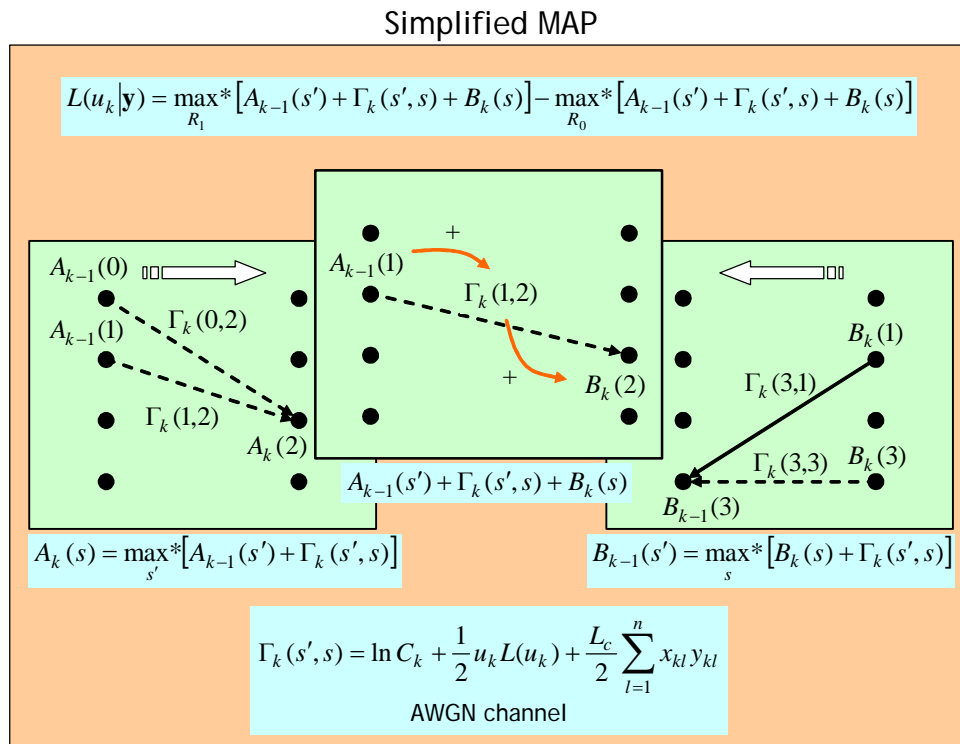 Simplified MAP
L(u_k|y) = max*_{R_1} [A_{k−1}(s′) + Γ_k(s′,s) + B_k(s)] − max*_{R_0} [A_{k−1}(s′) + Γ_k(s′,s) + B_k(s)]
A_{k−1}(0)
A_{k−1}(1)
Γ_k(0,2)
Γ_k(1,2)
A_k(2)
+
A_{k−1}(1)
Γ_k(1,2)
+
B_k(2)
B_k(1)
Γ_k(3,1)
B_k(3)
Γ_k(3,3)
B_{k−1}(3)
A_{k−1}(s′) + Γ_k(s′,s) + B_k(s)
A_k(s) = max*_{s′} [A_{k−1}(s′) + Γ_k(s′,s)]
B_{k−1}(s′) = max*_{s} [B_k(s) + Γ_k(s′,s)]
Γ_k(s′,s) = ln C_k + \frac{1}{2} u_k L(u_k) + \frac{L_c}{2} \sum_{l=1}^{n} x_{kl} y_{kl}
AWGN channel